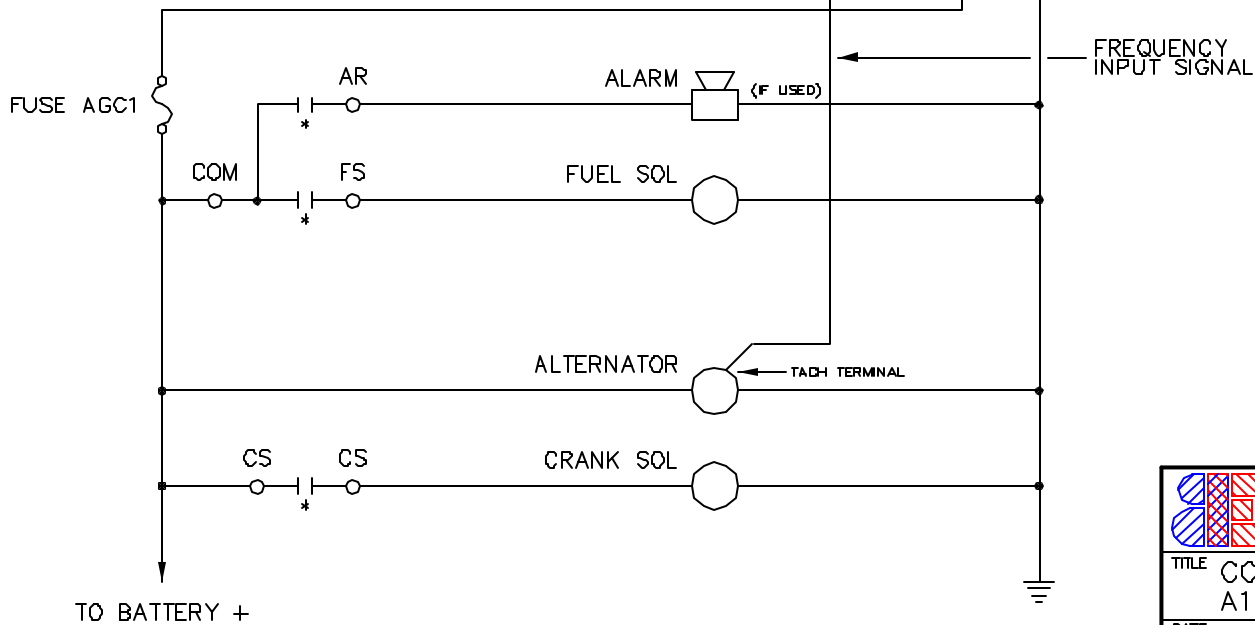 FREQUENCY
INPUT SIGNAL
AR
ALARM
(IF USED)
FUSE AGC1
*
COM
FS
FUEL SOL
*
ALTERNATOR
TACH TERMINAL
CS
CS
CRANK SOL
*
TITLE
A1
TO BATTERY +